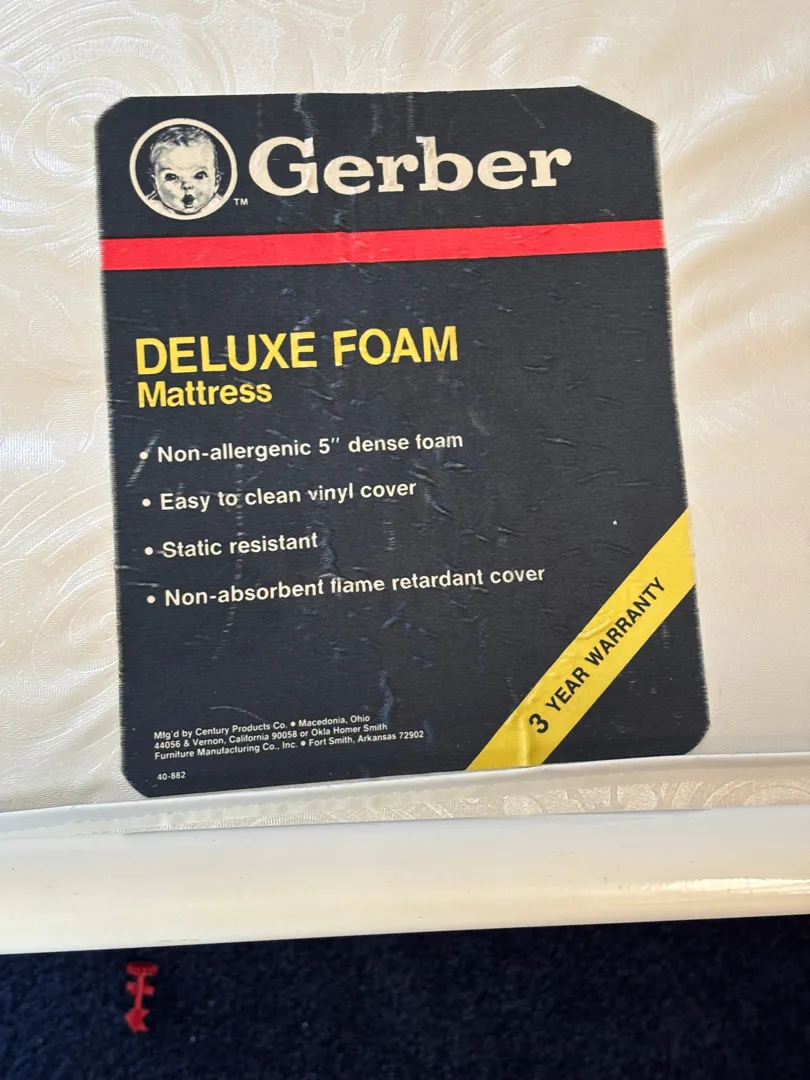 Gerber
TM
DELUXE FOAM
Mattress
• Non-allergenic 5" dense foam
• Easy to clean vinyl cover
• Static resistant
• Non-absorbent flame retardant cover
3 YEAR WARRANTY
Mfg'd by Century Products Co. • Macedonia, Ohio
44056 & Vernon, California 90058 or Okla Homer Smith
Furniture Manufacturing Co., Inc. • Fort Smith, Arkansas 72902
40-882